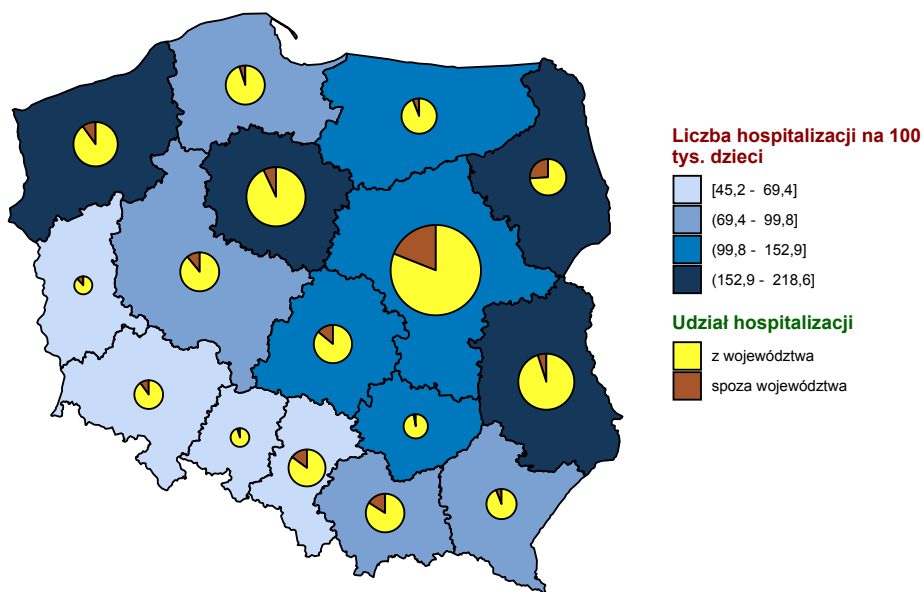 Liczba hospitalizacji na 100
tys. dzieci
[45,2 - 69,4]
(69,4 - 99,8]
(99,8 - 152,9]
(152,9 - 218,6]
Udział hospitalizacji
z województwa
spoza województwa